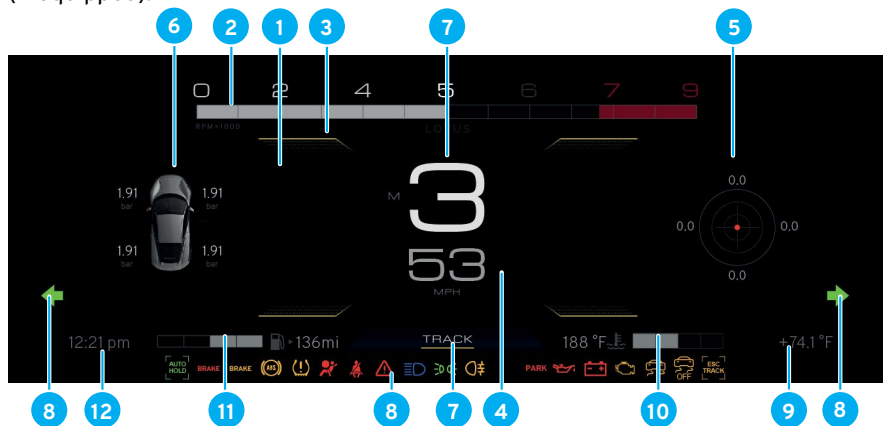 6 2 1 3 7 5
0 2 4 5 6 7 9
RPM×1000
LOTUS
1.91 bar 1.91 bar
M 3
0.0
0.0 0.0
0.0
1.91 bar 1.91 bar
53
MPH
12:21 pm 136mi TRACK 188 °F +74.1 °F
AUTO HOLD BRAKE BRAKE (ABS) PARK OFF ESC TRACK
8 12 11 8 7 4 10 9 8